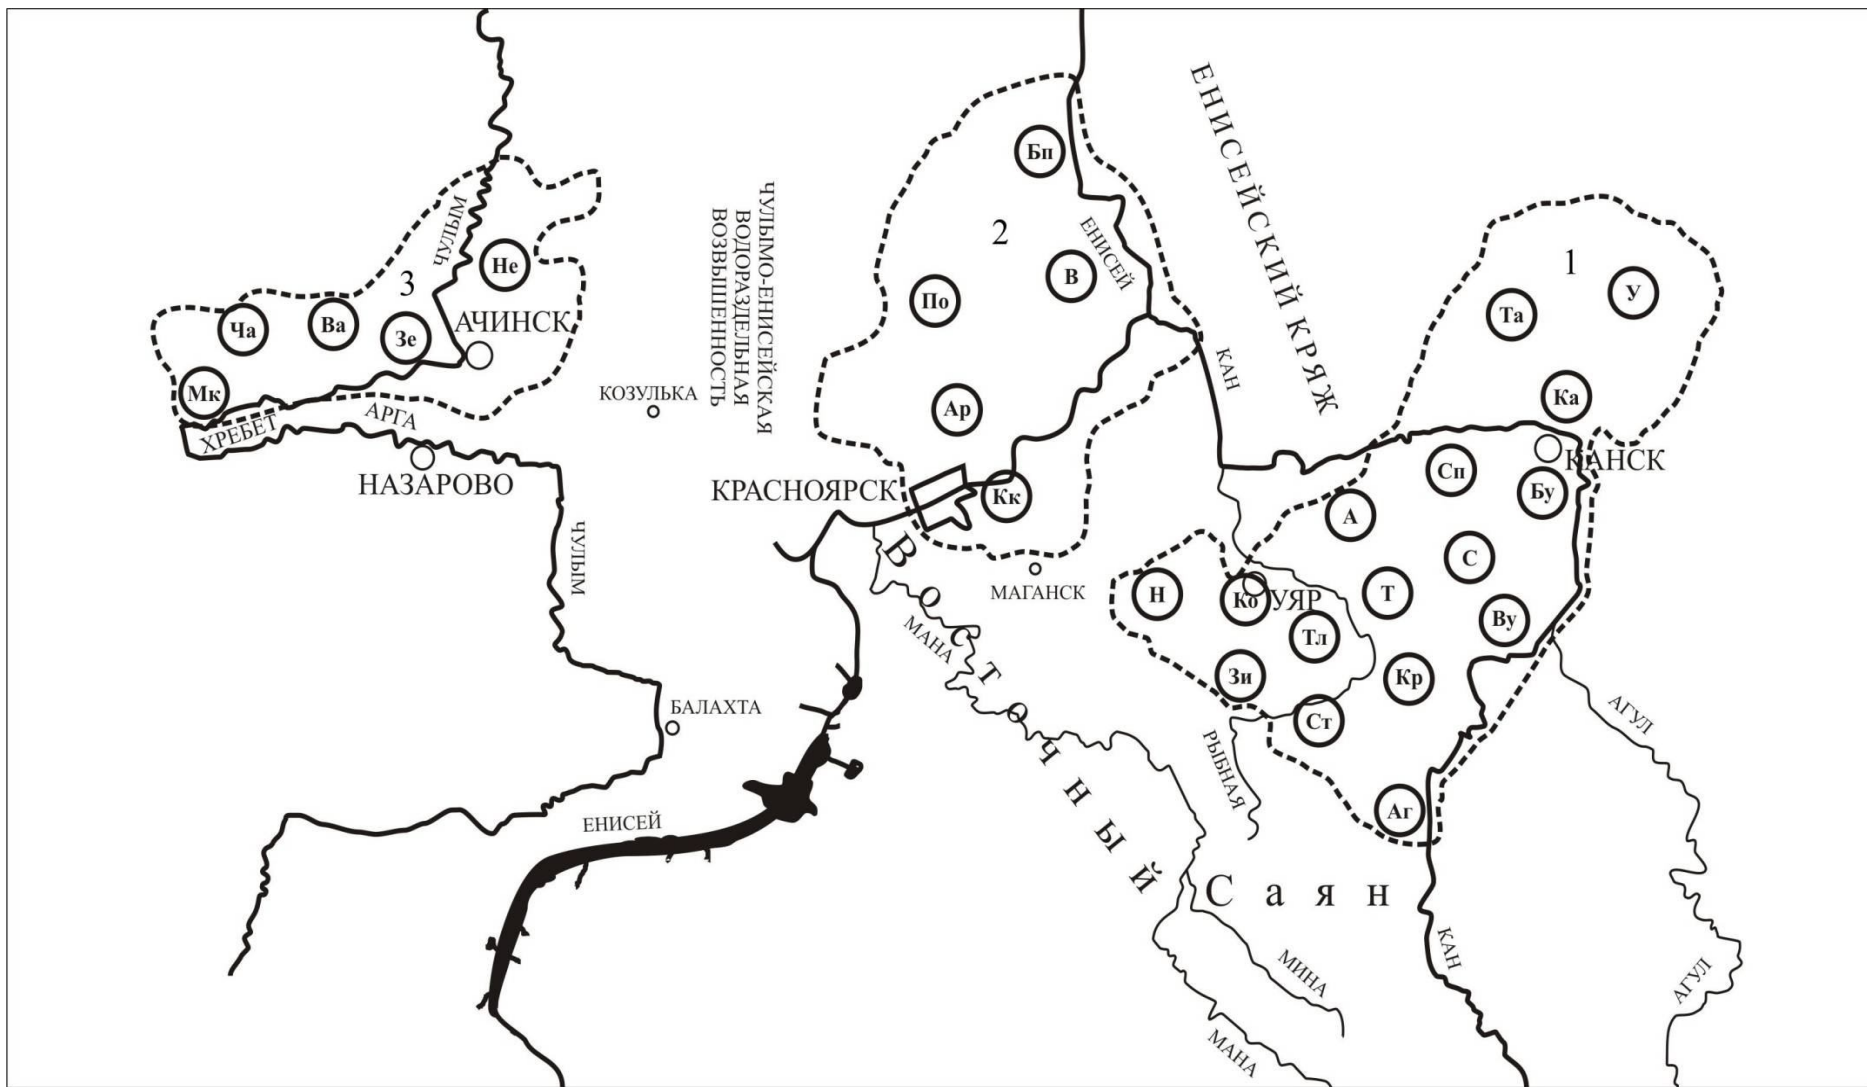 Бп
ЕНИСЕЙСКИЙ КРЯЖ
ЧУЛЫМО-ЕНИСЕЙСКАЯ
ВОДОРАЗДЕЛЬНАЯ
ВОЗВЫШЕННОСТЬ
ЧУЛЫМ
2
ЕНИСЕЙ
1
Не
3
В
У
По
Та
Ча
Ва
Зе
АЧИНСК
КАН
Мк
КОЗУЛЬКА
Ар
Ка
ХРЕБЕТ
АРГА
НАЗАРОВО
КАНСК
Сп
КРАСНОЯРСК
Кк
Бу
А
ЧУЛЫМ
ВОСТОЧНЫЙ
Саян
МАГАНСК
С
Н
Ко
УЯР
Т
МАНА
Тл
Ву
Зи
Кр
БАЛАХТА
Ст
АГУЛ
РЫБНАЯ
Аг
ЕНИСЕЙ
КАН
МИНА
АГУЛ
МАНА